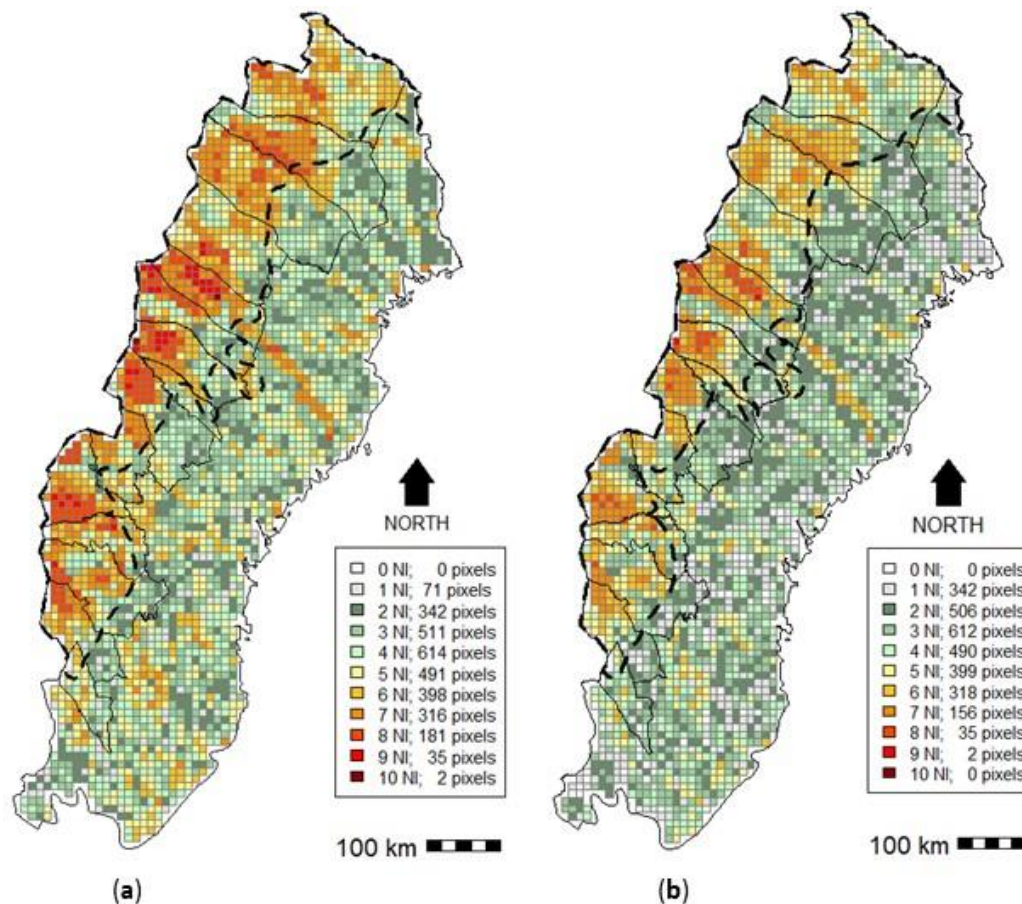 NORTH
0 NI; 0 pixels
1 NI; 71 pixels
2 NI; 342 pixels
3 NI; 511 pixels
4 NI; 614 pixels
5 NI; 491 pixels
6 NI; 398 pixels
7 NI; 316 pixels
8 NI; 181 pixels
9 NI; 35 pixels
10 NI; 2 pixels
100 km
(a)
NORTH
0 NI; 0 pixels
1 NI; 342 pixels
2 NI; 506 pixels
3 NI; 612 pixels
4 NI; 490 pixels
5 NI; 399 pixels
6 NI; 318 pixels
7 NI; 156 pixels
8 NI; 35 pixels
9 NI; 2 pixels
10 NI; 0 pixels
100 km
(b)